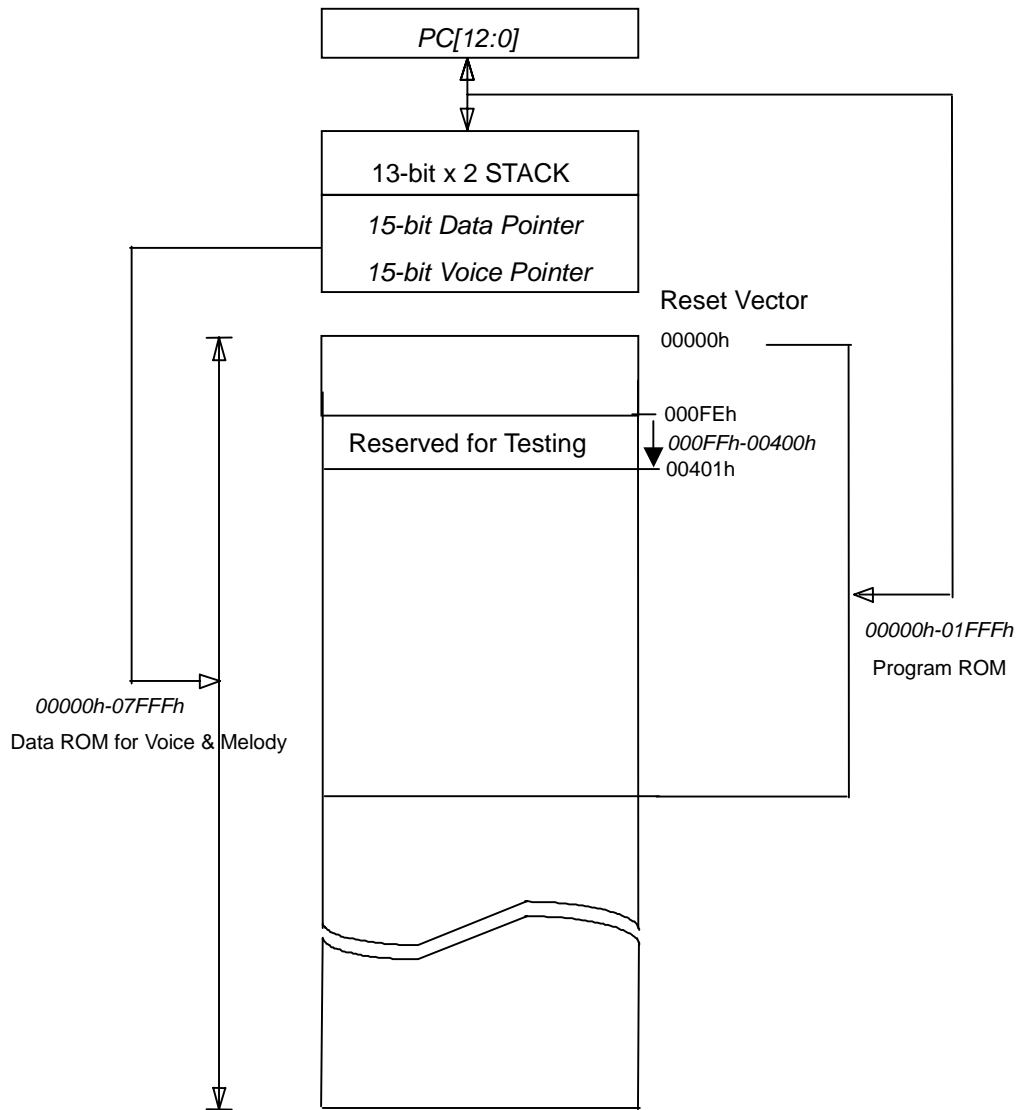 PC[12:0]
13-bit x 2 STACK
15-bit Data Pointer
15-bit Voice Pointer
Reset Vector
00000h
000FEh
Reserved for Testing
000FFh-00400h
00401h
00000h-01FFFh
Program ROM
00000h-07FFFh
Data ROM for Voice & Melody